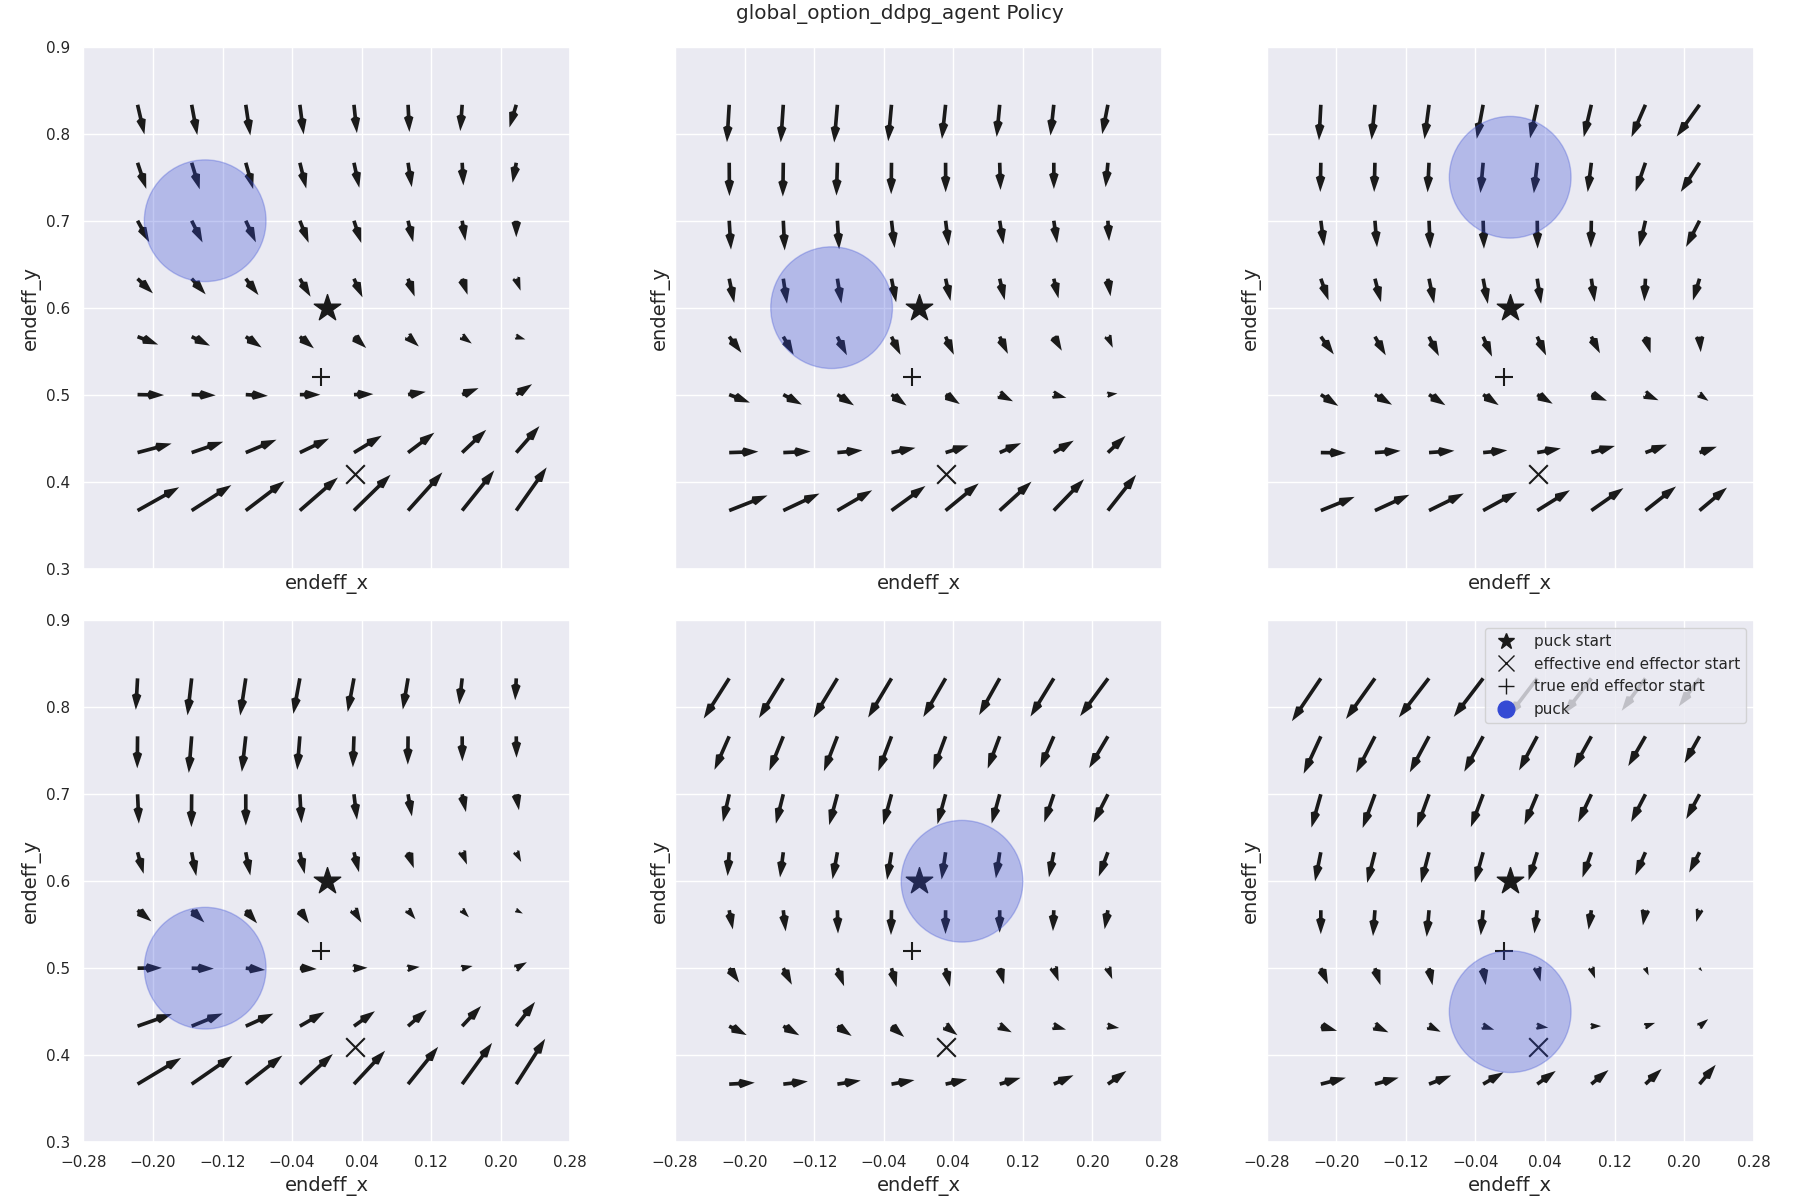 global_option_ddpg_agent Policy
0.9
0.8
0.7
0.6
0.5
0.4
0.3
endeff_y
endeff_x
endeff_y
endeff_x
endeff_y
endeff_x
0.9
0.8
0.7
0.6
0.5
0.4
0.3
endeff_y
−0.28 −0.20 −0.12 −0.04 0.04 0.12 0.20 0.28
endeff_x
endeff_y
−0.28 −0.20 −0.12 −0.04 0.04 0.12 0.20 0.28
endeff_x
puck start
effective end effector start
true end effector start
puck
endeff_y
−0.28 −0.20 −0.12 −0.04 0.04 0.12 0.20 0.28
endeff_x